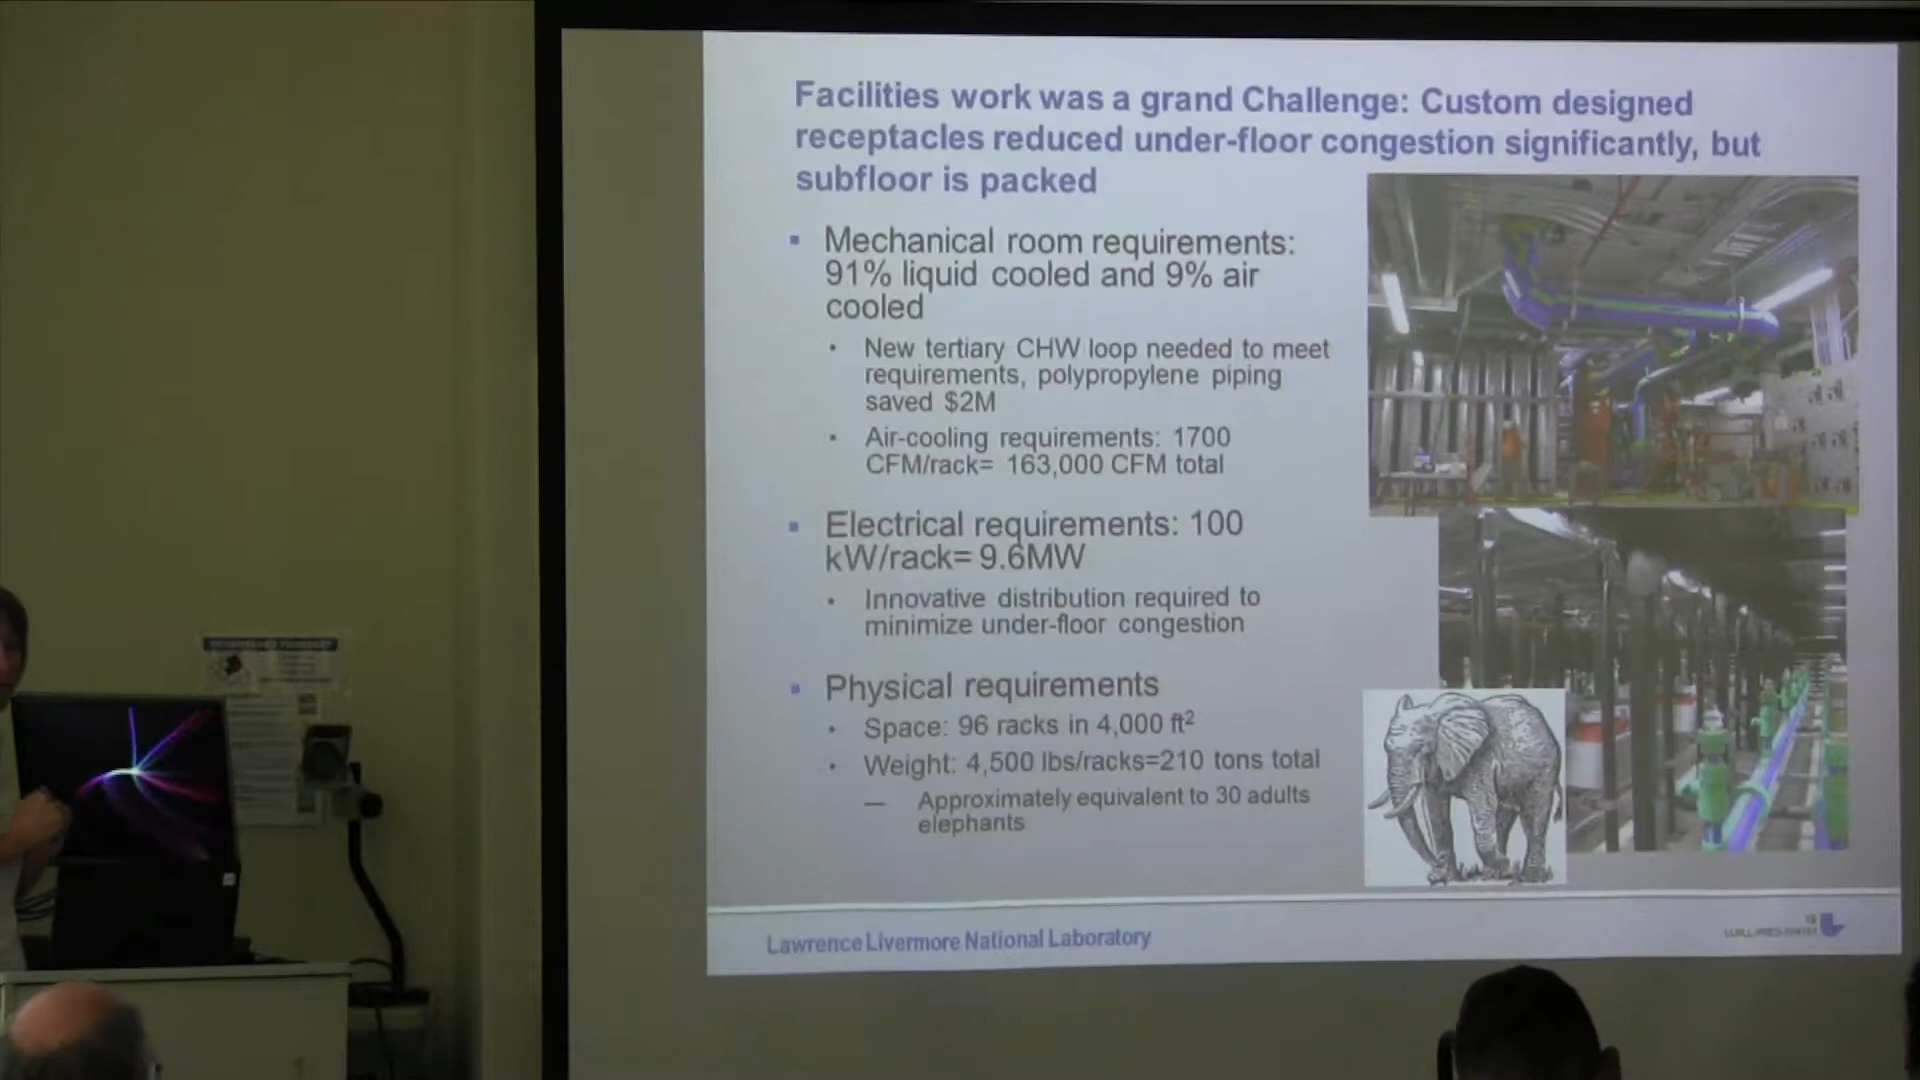 Facilities work was a grand Challenge: Custom designed
receptacles reduced under-floor congestion significantly, but
subfloor is packed
▪ Mechanical room requirements:
91% liquid cooled and 9% air
cooled
• New tertiary CHW loop needed to meet
requirements, polypropylene piping
saved $2M
• Air-cooling requirements: 1700
CFM/rack= 163,000 CFM total
▪ Electrical requirements: 100
kW/rack= 9.6MW
• Innovative distribution required to
minimize under-floor congestion
▪ Physical requirements
• Space: 96 racks in 4,000 ft²
• Weight: 4,500 lbs/racks=210 tons total
— Approximately equivalent to 30 adults
elephants
Lawrence Livermore National Laboratory